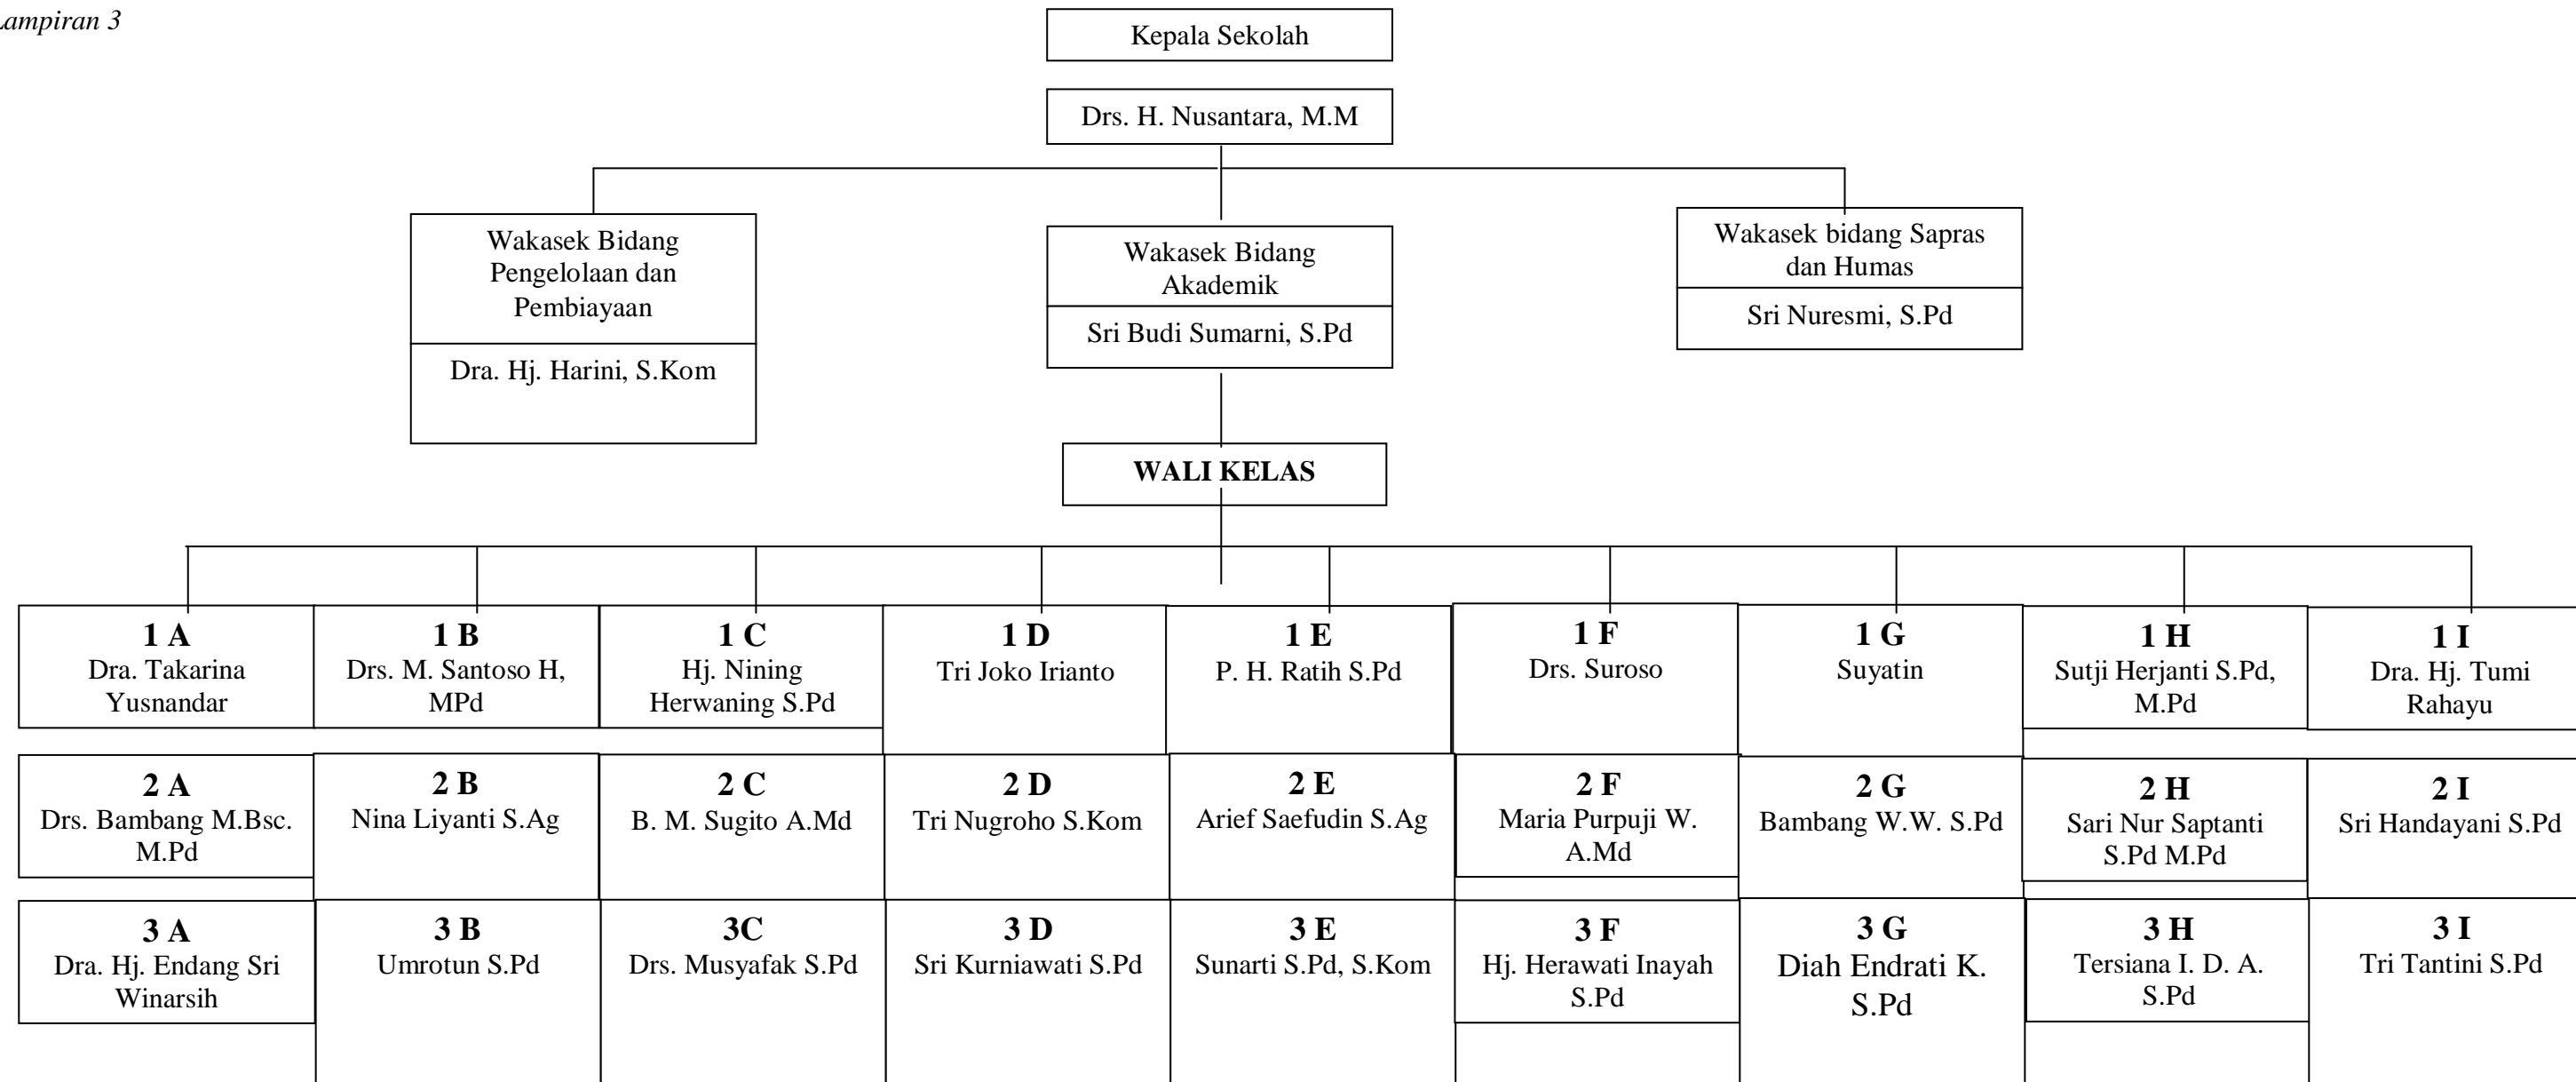 ampiran 3
Kepala Sekolah
Drs. H. Nusantara, M.M
Wakasek Bidang
Pengelolaan dan
Pembiayaan
Dra. Hj. Harini, S.Kom
Wakasek Bidang
Akademik
Sri Budi Sumarni, S.Pd
Wakasek bidang Sapras
dan Humas
Sri Nuresmi, S.Pd
WALI KELAS
1 A
Dra. Takarina
Yusnandar
1 B
Drs. M. Santoso H,
MPd
1 C
Hj. Nining
Herwaning S.Pd
1 D
Tri Joko Irianto
1 E
P. H. Ratih S.Pd
1 F
Drs. Suroso
1 G
Suyatin
1 H
Sutji Herjanti S.Pd,
M.Pd
1 I
Dra. Hj. Tumi
Rahayu
2 A
Drs. Bambang M.Bsc.
M.Pd
2 B
Nina Liyanti S.Ag
2 C
B. M. Sugito A.Md
2 D
Tri Nugroho S.Kom
2 E
Arief Saefudin S.Ag
2 F
Maria Purpuji W.
A.Md
2 G
Bambang W.W. S.Pd
2 H
Sari Nur Saptanti
S.Pd M.Pd
2 I
Sri Handayani S.Pd
3 A
Dra. Hj. Endang Sri
Winarsih
3 B
Umrotun S.Pd
3C
Drs. Musyafak S.Pd
3 D
Sri Kurniawati S.Pd
3 E
Sunarti S.Pd, S.Kom
3 F
Hj. Herawati Inayah
S.Pd
3 G
Diah Endrati K.
S.Pd
3 H
Tersiana I. D. A.
S.Pd
3 I
Tri Tantini S.Pd